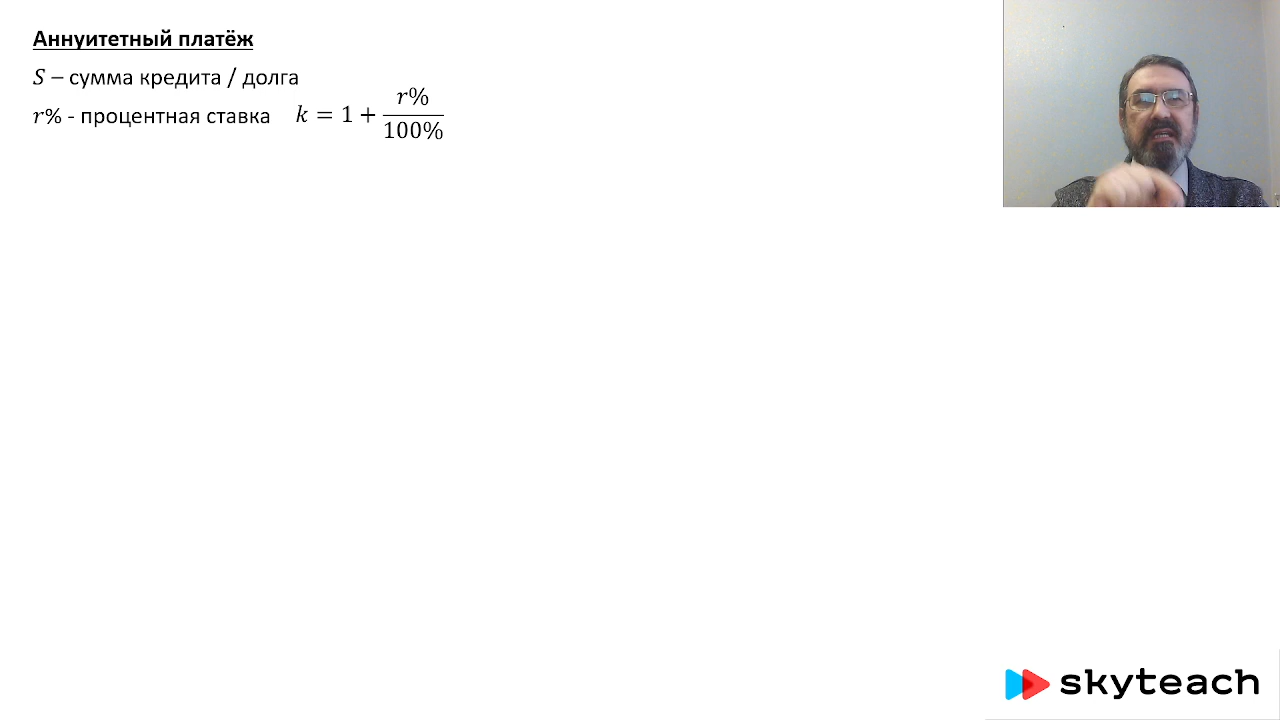 Аннуитетный платёж
S – сумма кредита / долга
r% - процентная ставка k = 1 + r%/100%
skyteach